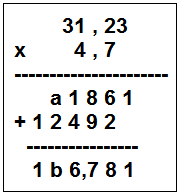 31 , 23
x 4 , 7
----------------------
a 1 8 6 1
+ 1 2 4 9 2
----------------
1 b 6,7 8 1